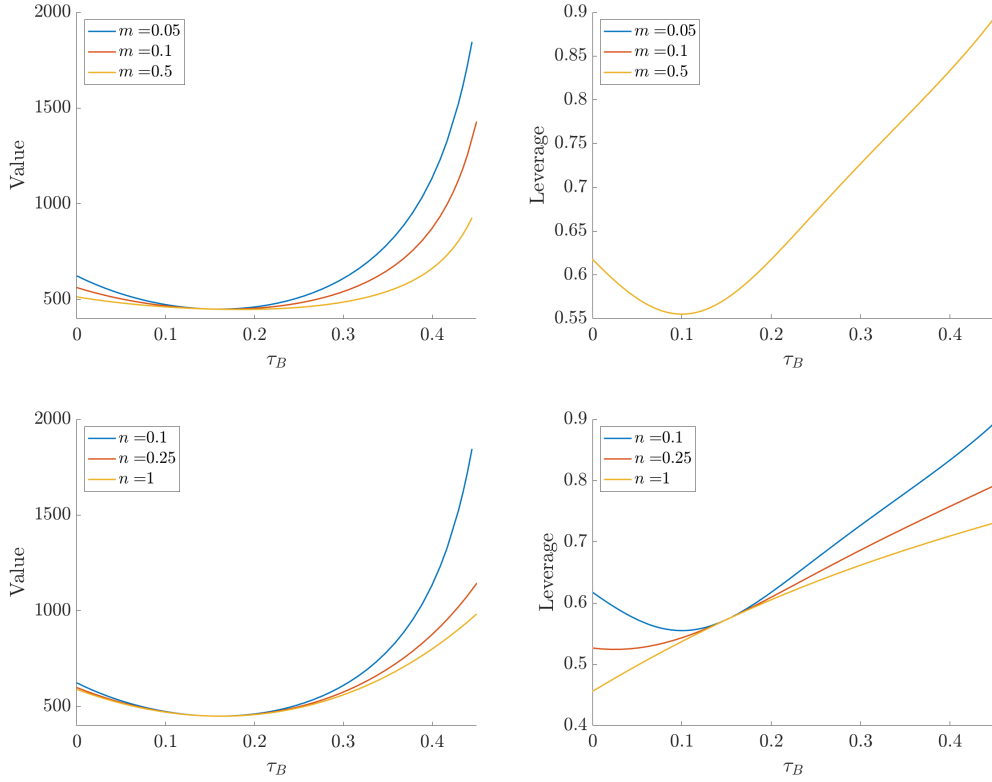 2000
1500
1000
500
Value
m =0.05
m =0.1
m =0.5
0 0.1 0.2 0.3 0.4
τB
0.9
0.85
0.8
0.75
0.7
0.65
0.6
0.55
Leverage
m =0.05
m =0.1
m =0.5
0 0.1 0.2 0.3 0.4
τB
2000
1500
1000
500
Value
n =0.1
n =0.25
n =1
0 0.1 0.2 0.3 0.4
τB
0.9
0.8
0.7
0.6
0.5
0.4
Leverage
n =0.1
n =0.25
n =1
0 0.1 0.2 0.3 0.4
τB